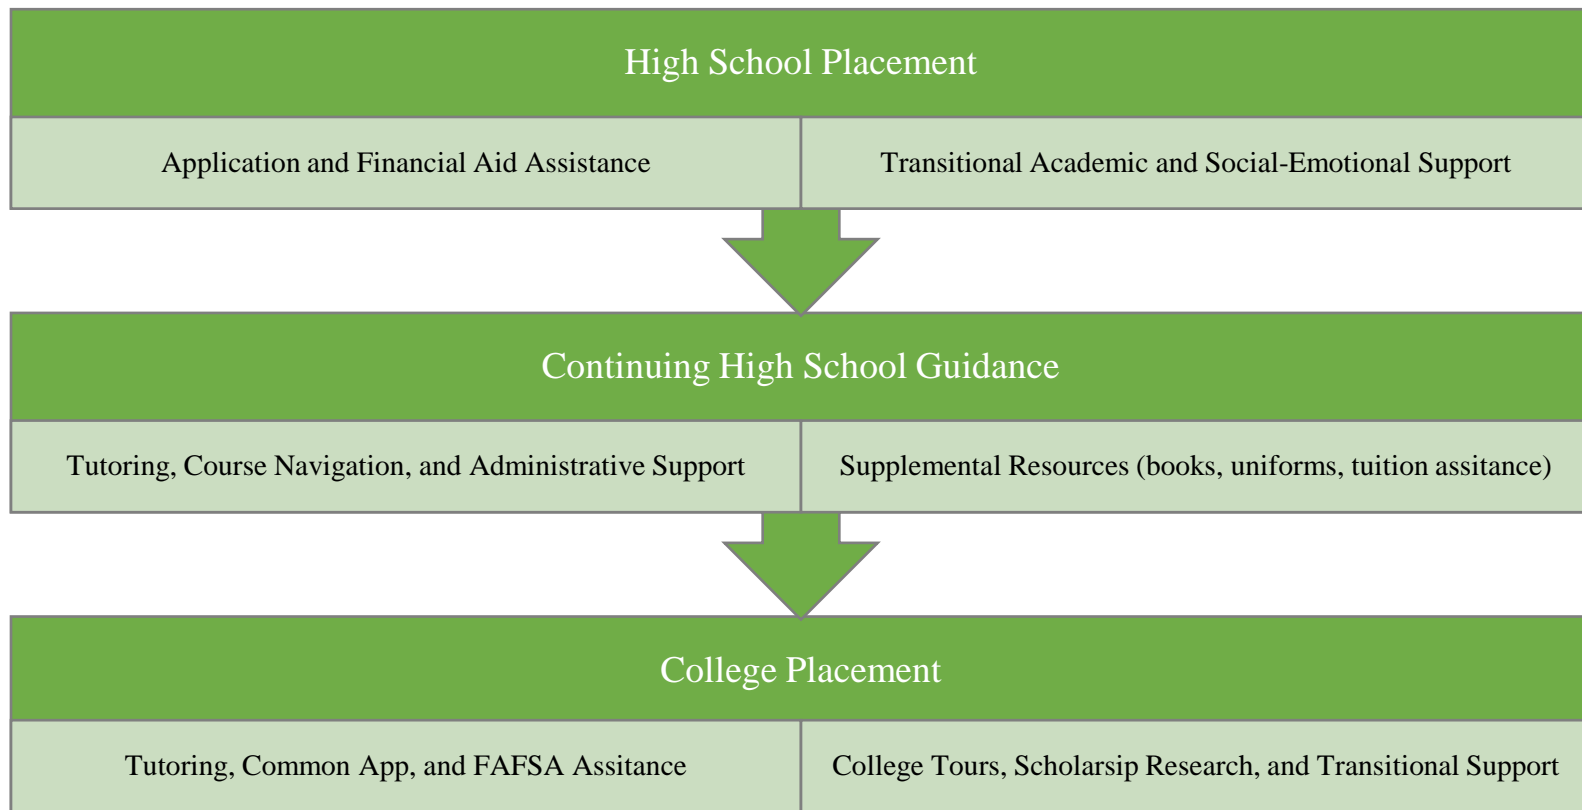 High School Placement
Application and Financial Aid Assistance
Transitional Academic and Social-Emotional Support
Continuing High School Guidance
Tutoring, Course Navigation, and Administrative Support
Supplemental Resources (books, uniforms, tuition assitance)
College Placement
Tutoring, Common App, and FAFSA Assitance
College Tours, Scholarsip Research, and Transitional Support